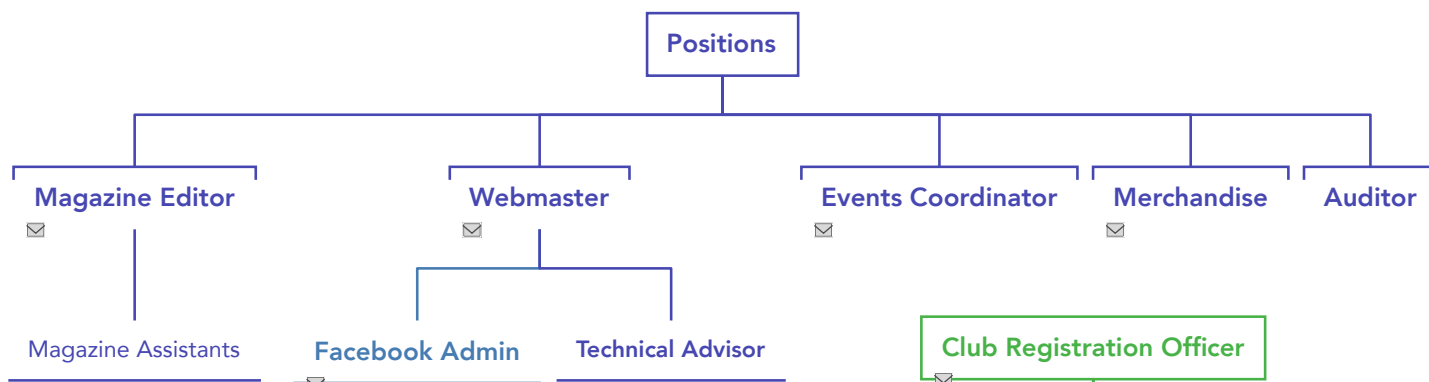 Positions
Magazine Editor
Webmaster
Events Coordinator
Merchandise
Auditor
Magazine Assistants
Facebook Admin
Technical Advisor
Club Registration Officer